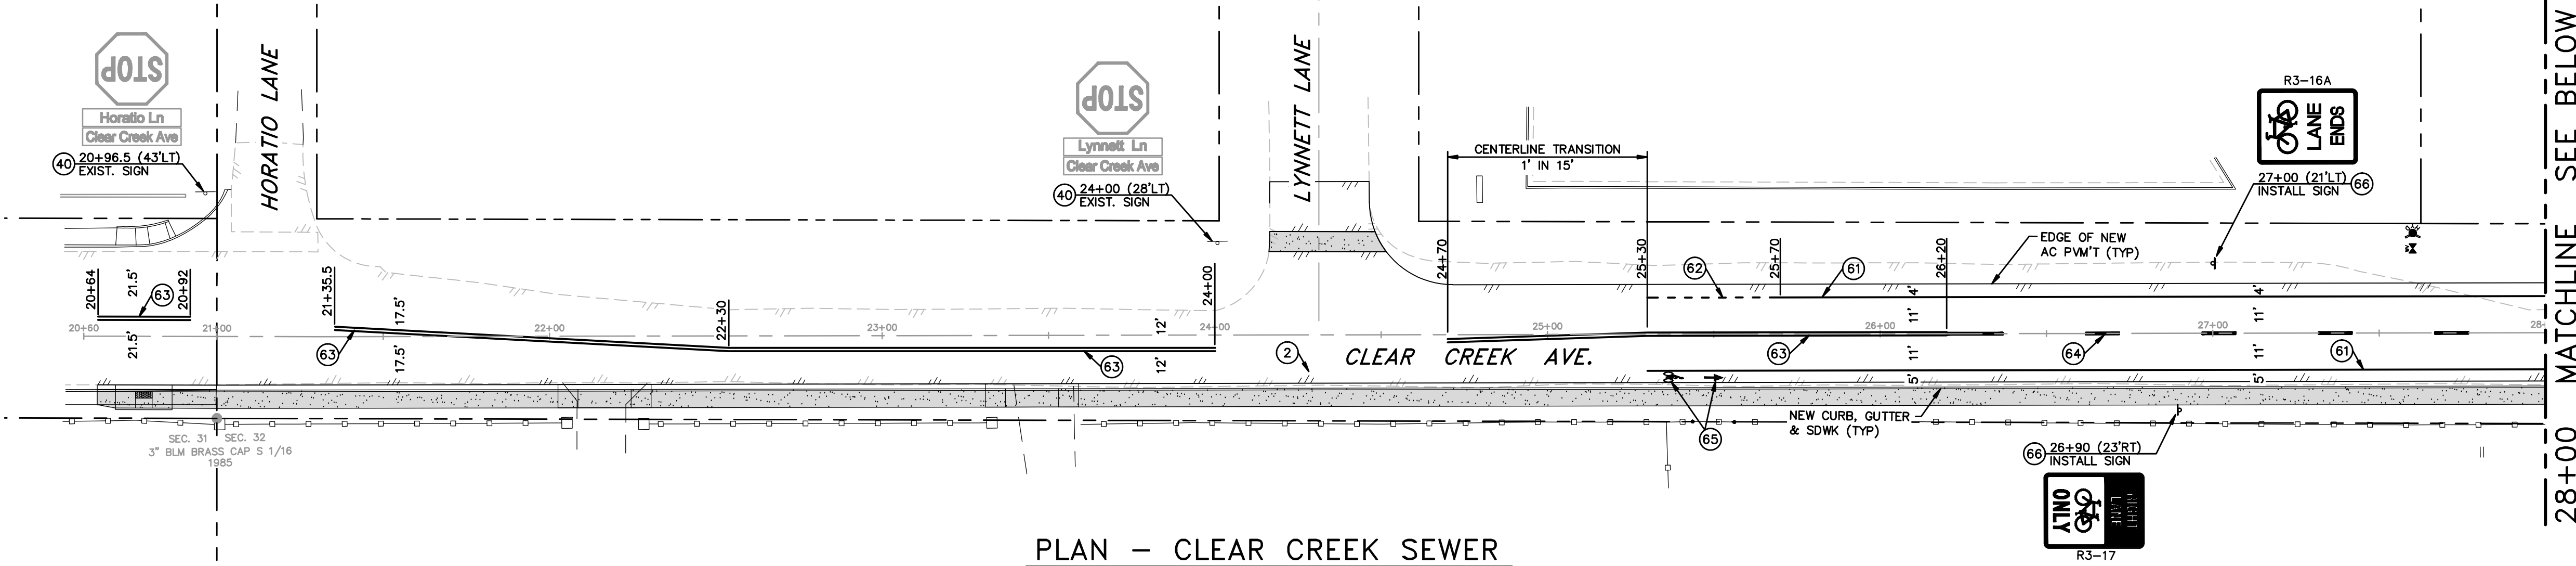 STOP
Horatio Ln
Clear Creek Ave
40 20+96.5 (43'LT)
EXIST. SIGN
HORATIO LANE
STOP
Lynnett Ln
Clear Creek Ave
40 24+00 (28'LT)
EXIST. SIGN
LYNNETT LANE
CENTERLINE TRANSITION
1' IN 15'
R3-16A
LANE
ENDS
27+00 (21'LT) 66
INSTALL SIGN
EDGE OF NEW
AC PVM'T (TYP)
20+64
21.5'
63
20+92
21+35.5
17.5'
22+30
24+00
12'
24+70
25+30
62
25+70
61
26+20
4'
4'
20+60
21+00
22+00
23+00
24+00
25+00
26+00
27+00
28
11'
11'
21.5'
63
17.5'
63
12'
2
CLEAR CREEK AVE.
63
11'
64
11'
61
5'
5'
65
NEW CURB, GUTTER
& SDWK (TYP)
SEC. 31 SEC. 32
3" BLM BRASS CAP S 1/16
1985
66 26+90 (23'RT)
INSTALL SIGN
RIGHT
LANE
ONLY
R3-17
PLAN - CLEAR CREEK SEWER
28+00 MATCHLINE SEE BELOW